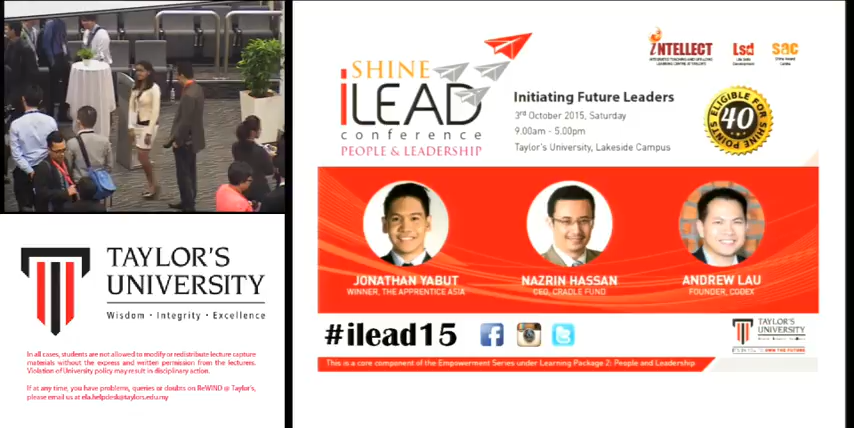 TAYLOR'S
UNIVERSITY
Wisdom · Integrity · Excellence
In all cases, students are not allowed to modify or redistribute lecture capture
materials without the express and written permission from the lecturers.
Violation of University policy may result in disciplinary action.
If at any time, you have problems, queries or doubts on ReWIND @ Taylor's,
please email us at ela.helpdesk@taylors.edu.my
SHINE
iLEAD
conference
PEOPLE & LEADERSHIP
iNTELLECT
Lsd
sac
Initiating Future Leaders
3rd October 2015, Saturday
9.00am - 5.00pm
Taylor's University, Lakeside Campus
ELIGIBLE FOR
40
SHINE POINTS
JONATHAN YABUT
WINNER, THE APPRENTICE ASIA
NAZRIN HASSAN
CEO, CRADLE FUND
ANDREW LAU
FOUNDER, CODEX
#ilead15
TAYLOR'S
UNIVERSITY
This is a core component of the Empowerment Series under Learning Package 2: People and Leadership